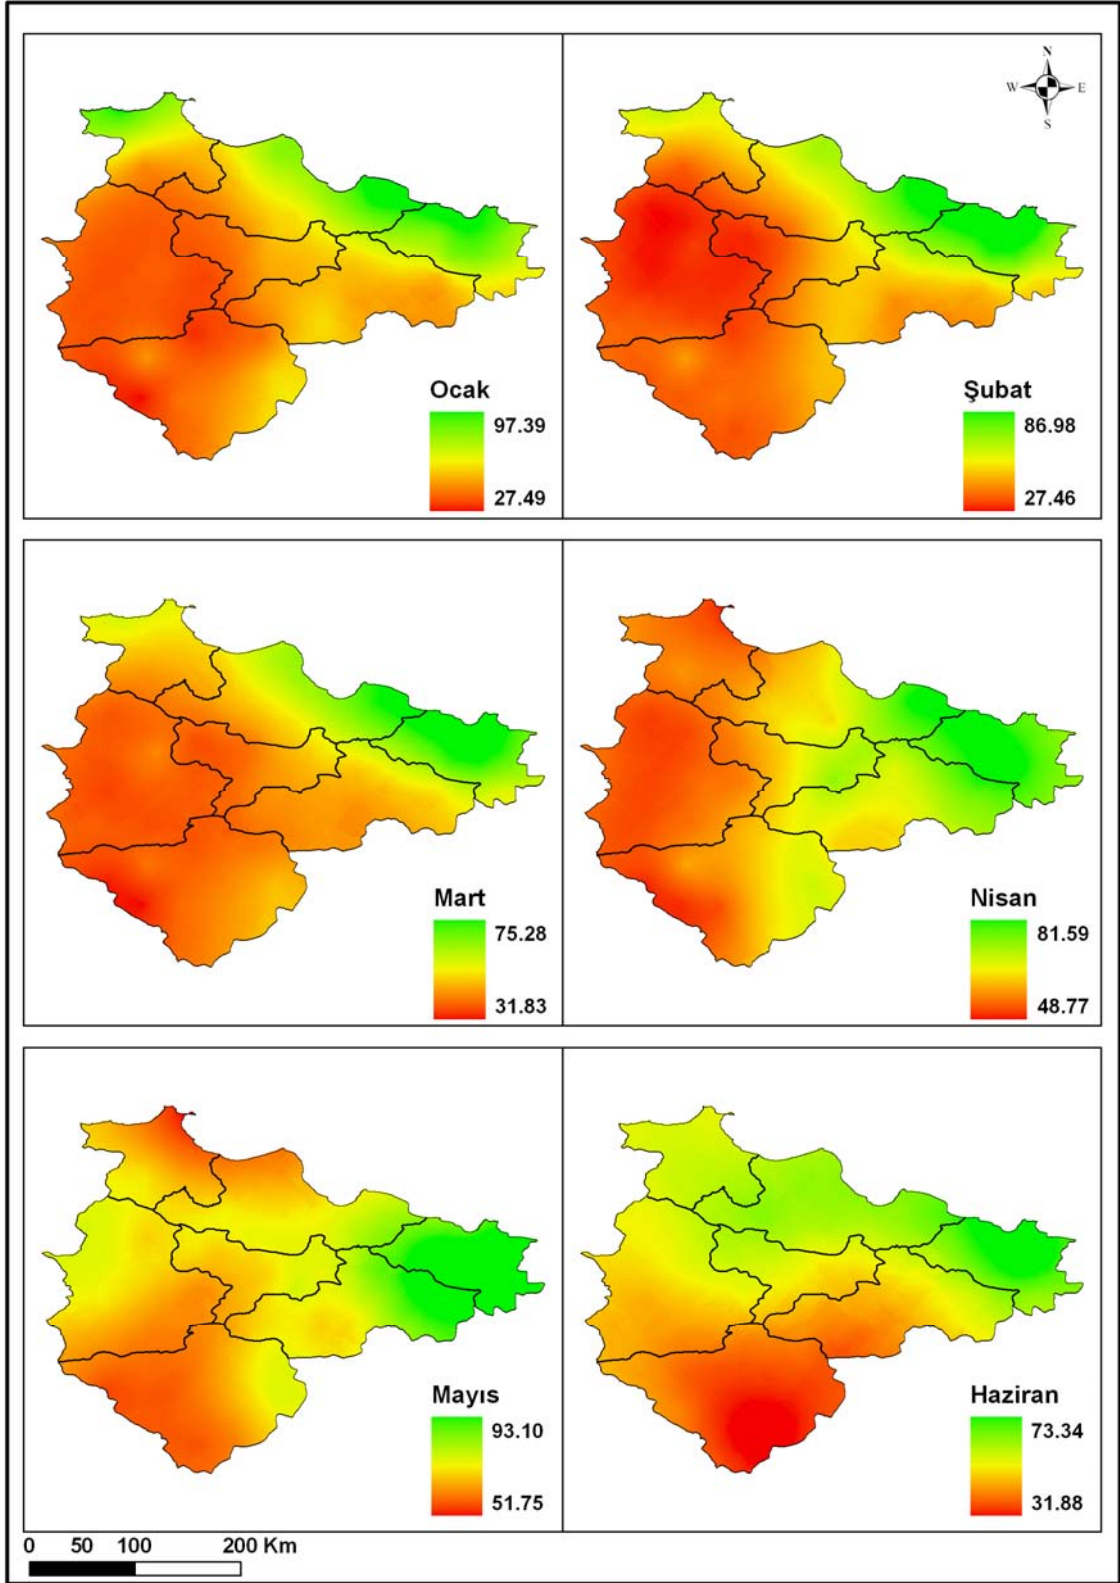 N
W E
S
Ocak
97.39
27.49
Şubat
86.98
27.46
Mart
75.28
31.83
Nisan
81.59
48.77
Mayıs
93.10
51.75
Haziran
73.34
31.88
0 50 100 200 Km